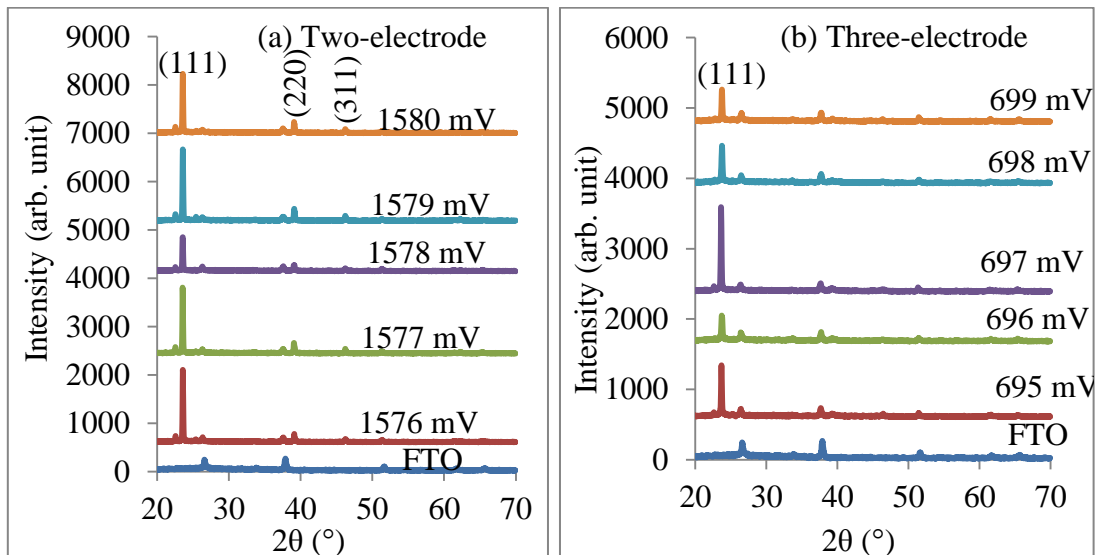 (a) Two-electrode
9000
8000
7000
6000
5000
4000
3000
2000
1000
0
Intensity (arb. unit)
(111)
(220)
(311)
1580 mV
1579 mV
1578 mV
1577 mV
1576 mV
FTO
20 30 40 50 60 70
2θ (°)
(b) Three-electrode
6000
5000
4000
3000
2000
1000
0
Intensity (arb. unit)
(111)
699 mV
698 mV
697 mV
696 mV
695 mV
FTO
20 30 40 50 60 70
2θ (°)